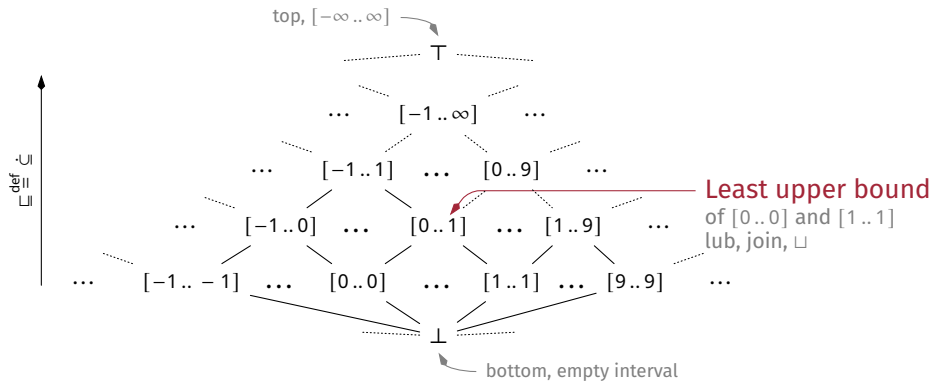 top, [−∞ .. ∞]
⊤
... [−1 .. ∞] ...
... [−1 .. 1] ... [0 .. 9] ...
Least upper bound
of [0 .. 0] and [1 .. 1]
lub, join, ⊔
... [−1 .. 0] ... [0 .. 1] ... [1 .. 9] ...
... [−1 .. − 1] ... [0 .. 0] ... [1 .. 1] ... [9 .. 9] ...
⊥
bottom, empty interval
⊑ def= ⊆̇